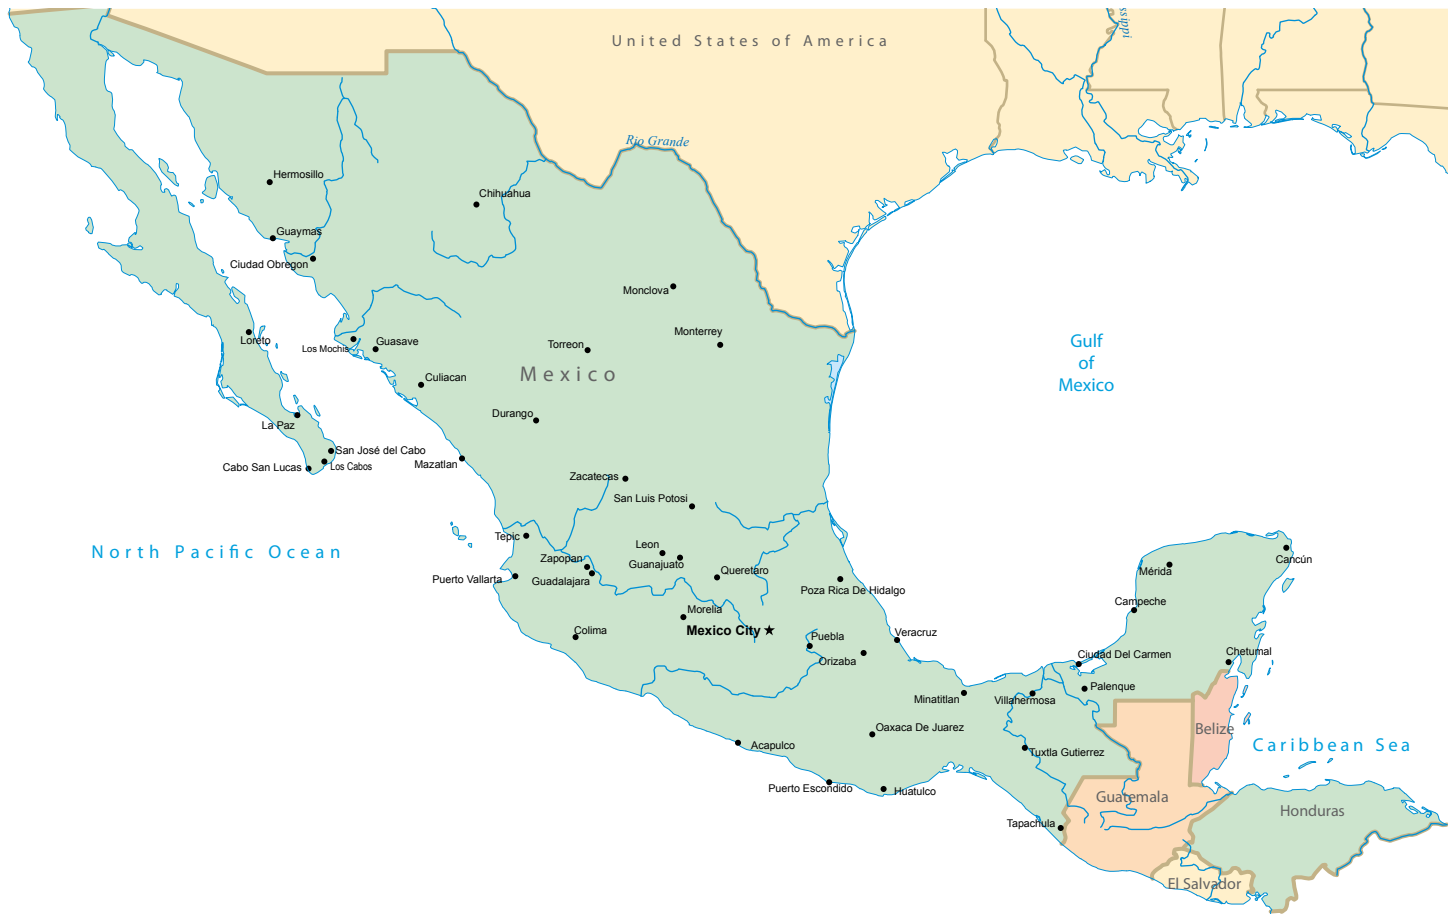 ssippi
United States of America
Rio Grande
Hermosillo
Chihuahua
Guaymas
Ciudad Obregon
Monclova
Monterrey
Loreto
Los Mochis
Guasave
Torreon
Gulf
of
Mexico
Mexico
Culiacan
Durango
La Paz
San José del Cabo
Cabo San Lucas
Los Cabos
Mazatlan
Zacatecas
San Luis Potosi
North Pacific Ocean
Tepic
Leon
Zapopan
Guanajuato
Queretaro
Puerto Vallarta
Guadalajara
Poza Rica De Hidalgo
Cancún
Mérida
Campeche
Morelia
Colima
Mexico City
Puebla
Veracruz
Orizaba
Ciudad Del Carmen
Chetumal
Palenque
Minatitlan
Villahermosa
Oaxaca De Juarez
Belize
Caribbean Sea
Acapulco
Tuxtla Gutierrez
Puerto Escondido
Huatulco
Guatemala
Honduras
Tapachula
El Salvador